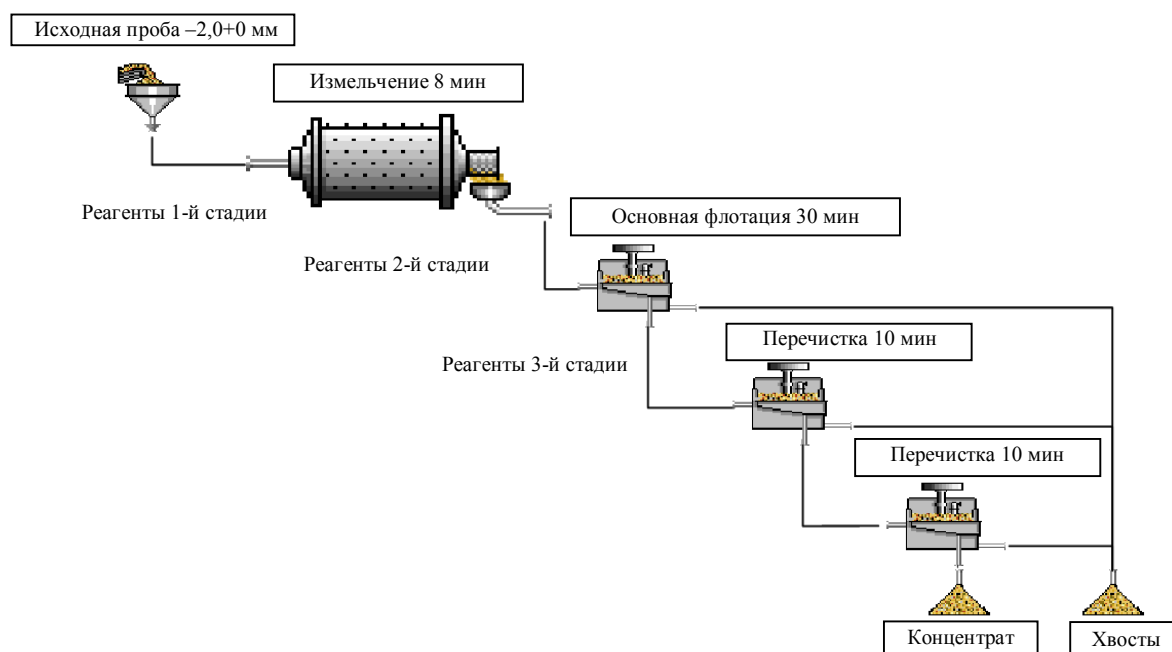 Исходная проба –2,0+0 мм
Измельчение 8 мин
Реагенты 1-й стадии
Основная флотация 30 мин
Реагенты 2-й стадии
Перечистка 10 мин
Реагенты 3-й стадии
Перечистка 10 мин
Концентрат
Хвосты